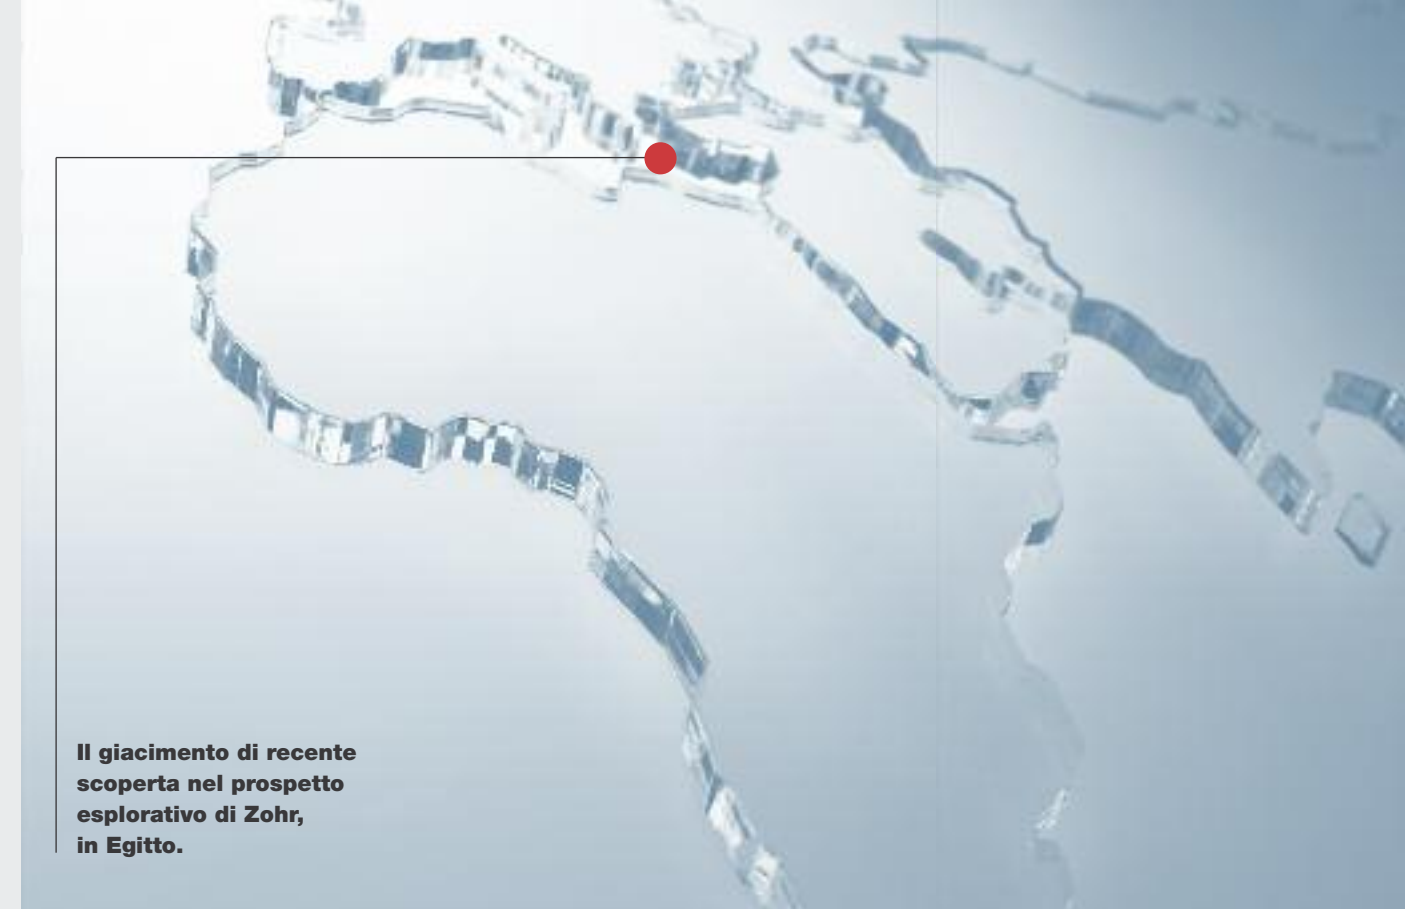 Il giacimento di recente
scoperta nel prospetto
esplorativo di Zohr,
in Egitto.